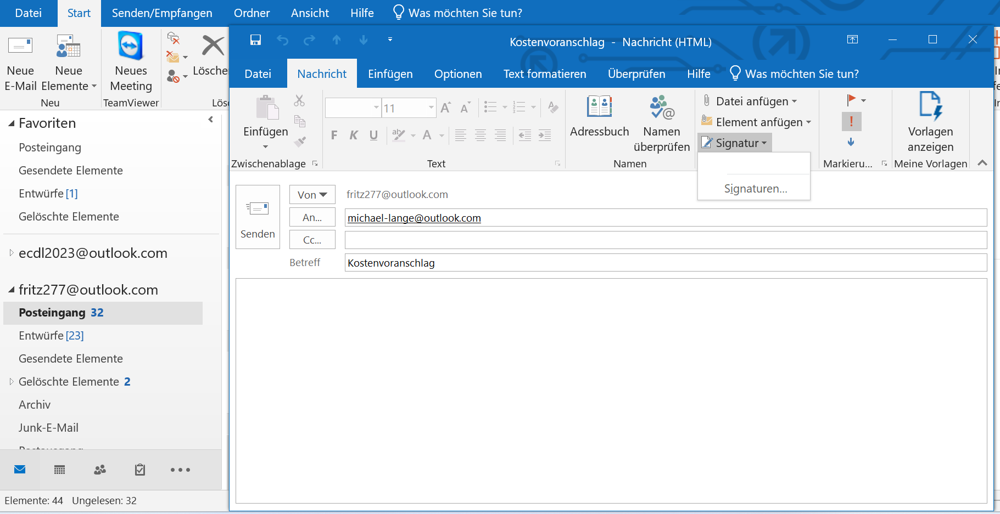 Datei Start Senden/Empfangen Ordner Ansicht Hilfe Was möchten Sie tun?
Neue E-Mail
Neue Elemente
Neu
Neues Meeting
TeamViewer
Kostenvoranschlag - Nachricht (HTML)
Datei Nachricht Einfügen Optionen Text formatieren Überprüfen Hilfe Was möchten Sie tun?
Einfügen
Zwischenablage
11
F K U
Text
Adressbuch
Namen überprüfen
Namen
Datei anfügen
Element anfügen
Signatur
Signaturen...
Markieru...
Vorlagen anzeigen
Meine Vorlagen
Favoriten
Posteingang
Gesendete Elemente
Entwürfe [1]
Gelöschte Elemente
ecdl2023@outlook.com
fritz277@outlook.com
Posteingang 32
Entwürfe [23]
Gesendete Elemente
Gelöschte Elemente 2
Archiv
Junk-E-Mail
Elemente: 44 Ungelesen: 32
Senden
Von fritz277@outlook.com
An... michael-lange@outlook.com
Cc...
Betreff Kostenvoranschlag